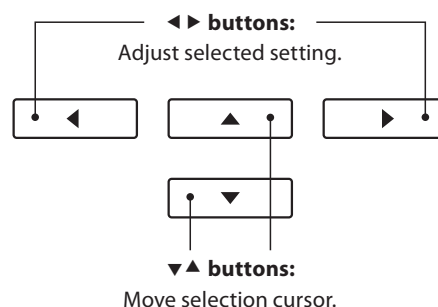 ◀ ▶ buttons:
Adjust selected setting.
◀
▲
▶
▼
▼▲ buttons:
Move selection cursor.